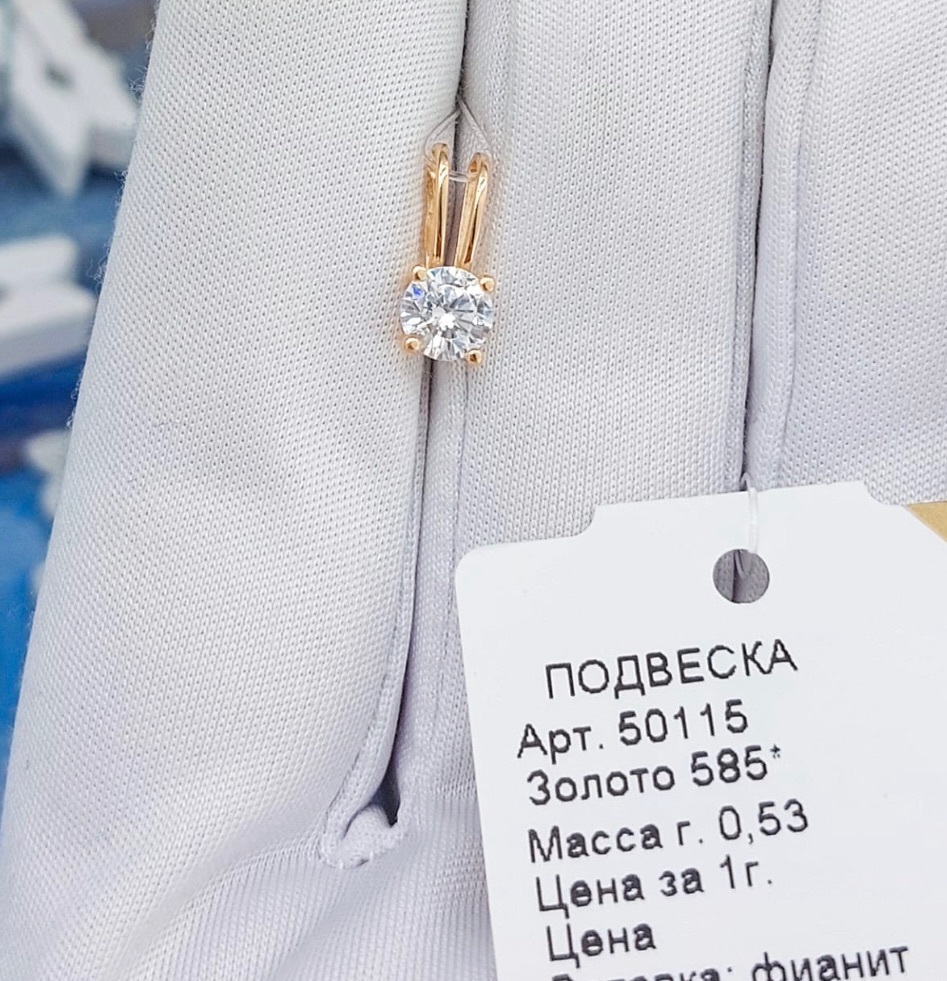 ПОДВЕСКА
Арт. 50115
Золото 585*
Масса г. 0,53
Цена за 1г.
Цена
фианит